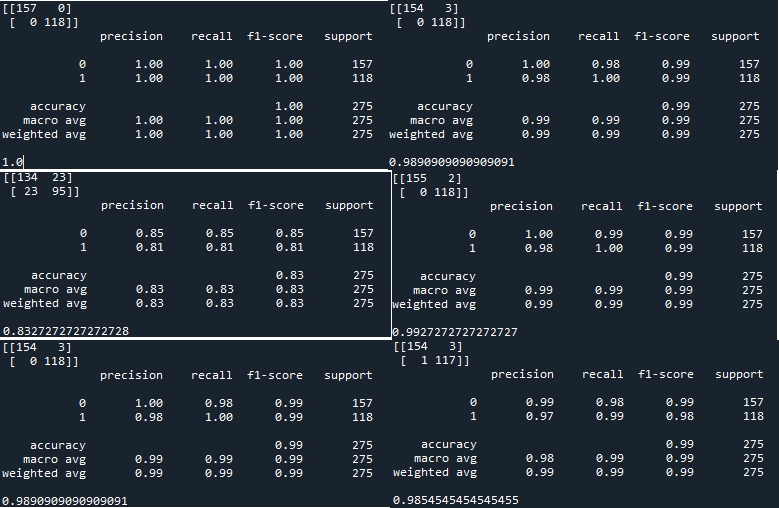 [[157   0]
 [  0 118]]
              precision    recall  f1-score   support

           0       1.00      1.00      1.00       157
           1       1.00      1.00      1.00       118

    accuracy                           1.00       275
   macro avg       1.00      1.00      1.00       275
weighted avg       1.00      1.00      1.00       275

1.0
[[154   3]
 [  0 118]]
              precision    recall  f1-score   support

           0       1.00      0.98      0.99       157
           1       0.98      1.00      0.99       118

    accuracy                           0.99       275
   macro avg       0.99      0.99      0.99       275
weighted avg       0.99      0.99      0.99       275

0.9890909090909091
[[134  23]
 [ 23  95]]
              precision    recall  f1-score   support

           0       0.85      0.85      0.85       157
           1       0.81      0.81      0.81       118

    accuracy                           0.83       275
   macro avg       0.83      0.83      0.83       275
weighted avg       0.83      0.83      0.83       275

0.8327272727272728
[[155   2]
 [  0 118]]
              precision    recall  f1-score   support

           0       1.00      0.99      0.99       157
           1       0.98      1.00      0.99       118

    accuracy                           0.99       275
   macro avg       0.99      0.99      0.99       275
weighted avg       0.99      0.99      0.99       275

0.9927272727272727
[[154   3]
 [  0 118]]
              precision    recall  f1-score   support

           0       1.00      0.98      0.99       157
           1       0.98      1.00      0.99       118

    accuracy                           0.99       275
   macro avg       0.99      0.99      0.99       275
weighted avg       0.99      0.99      0.99       275

0.9890909090909091
[[154   3]
 [  1 117]]
              precision    recall  f1-score   support

           0       0.99      0.98      0.99       157
           1       0.97      0.99      0.98       118

    accuracy                           0.99       275
   macro avg       0.98      0.99      0.99       275
weighted avg       0.99      0.99      0.99       275

0.9854545454545455